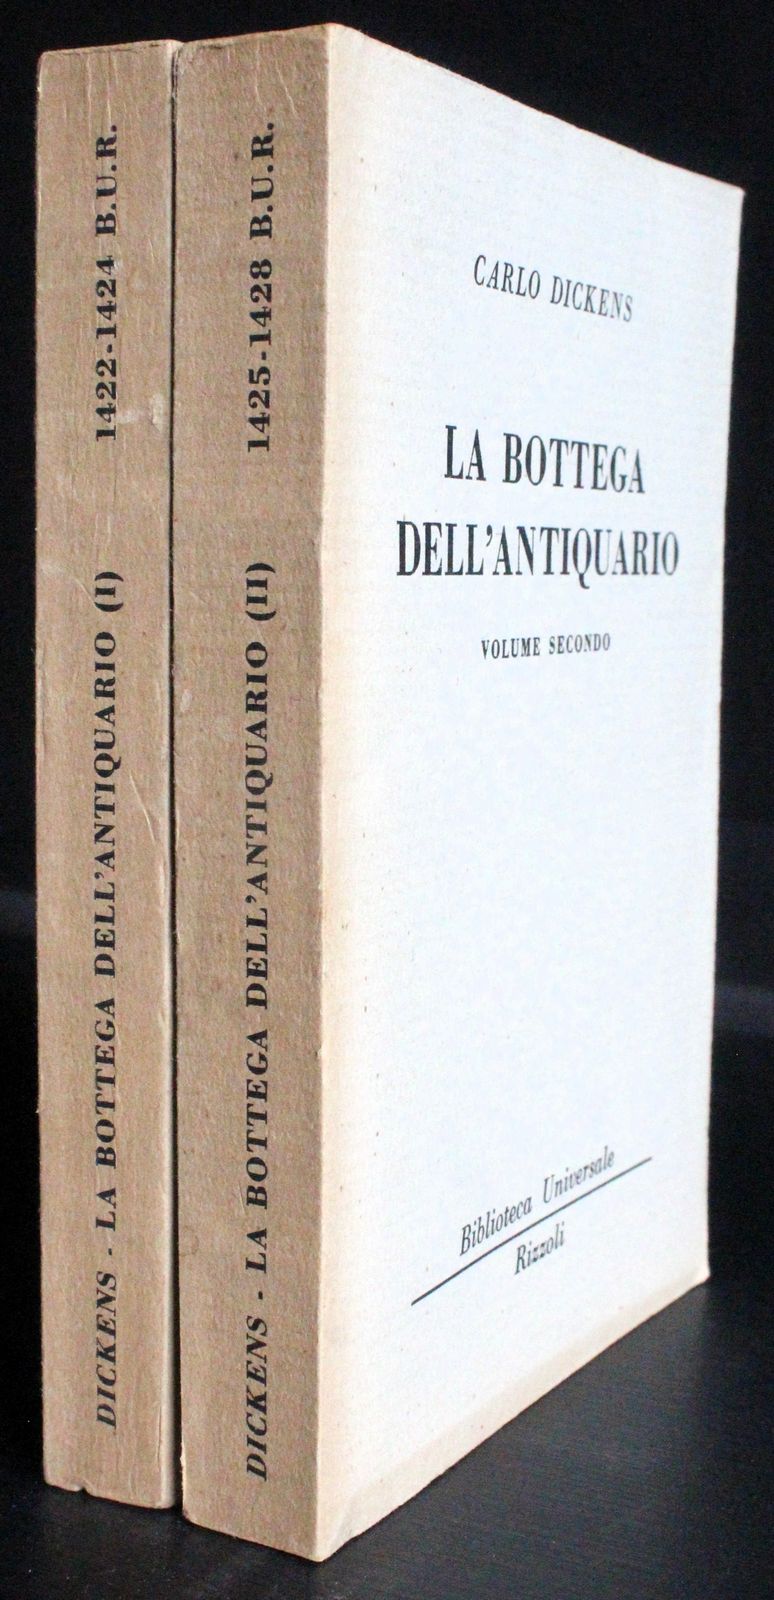 DICKENS - LA BOTTEGA DELL'ANTIQUARIO (I) 1422-1424 B.U.R.
DICKENS - LA BOTTEGA DELL'ANTIQUARIO (II) 1425-1428 B.U.R.
CARLO DICKENS
LA BOTTEGA
DELL'ANTIQUARIO
VOLUME SECONDO
Biblioteca Universale
Rizzoli